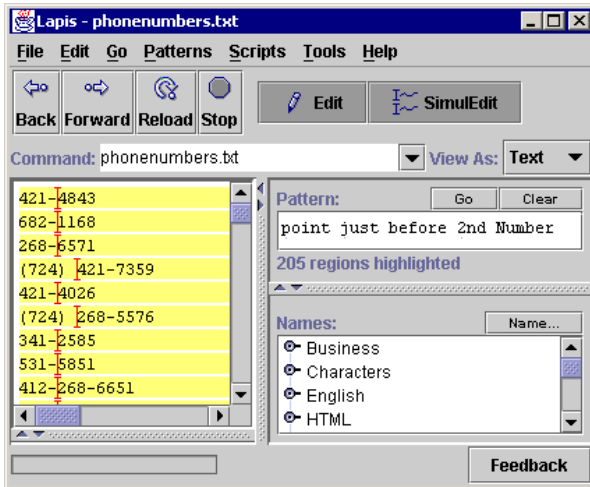 Lapis - phonenumbers.txt
File Edit Go Patterns Scripts Tools Help
Back Forward Reload Stop Edit SimulEdit
Command: phonenumbers.txt View As: Text
421-4843
682-1168
268-6571
(724) 421-7359
421-4026
(724) 268-5576
341-2585
531-5851
412-268-6651
Pattern: Go Clear
point just before 2nd Number
205 regions highlighted
Names: Name...
Business
Characters
English
HTML
Feedback